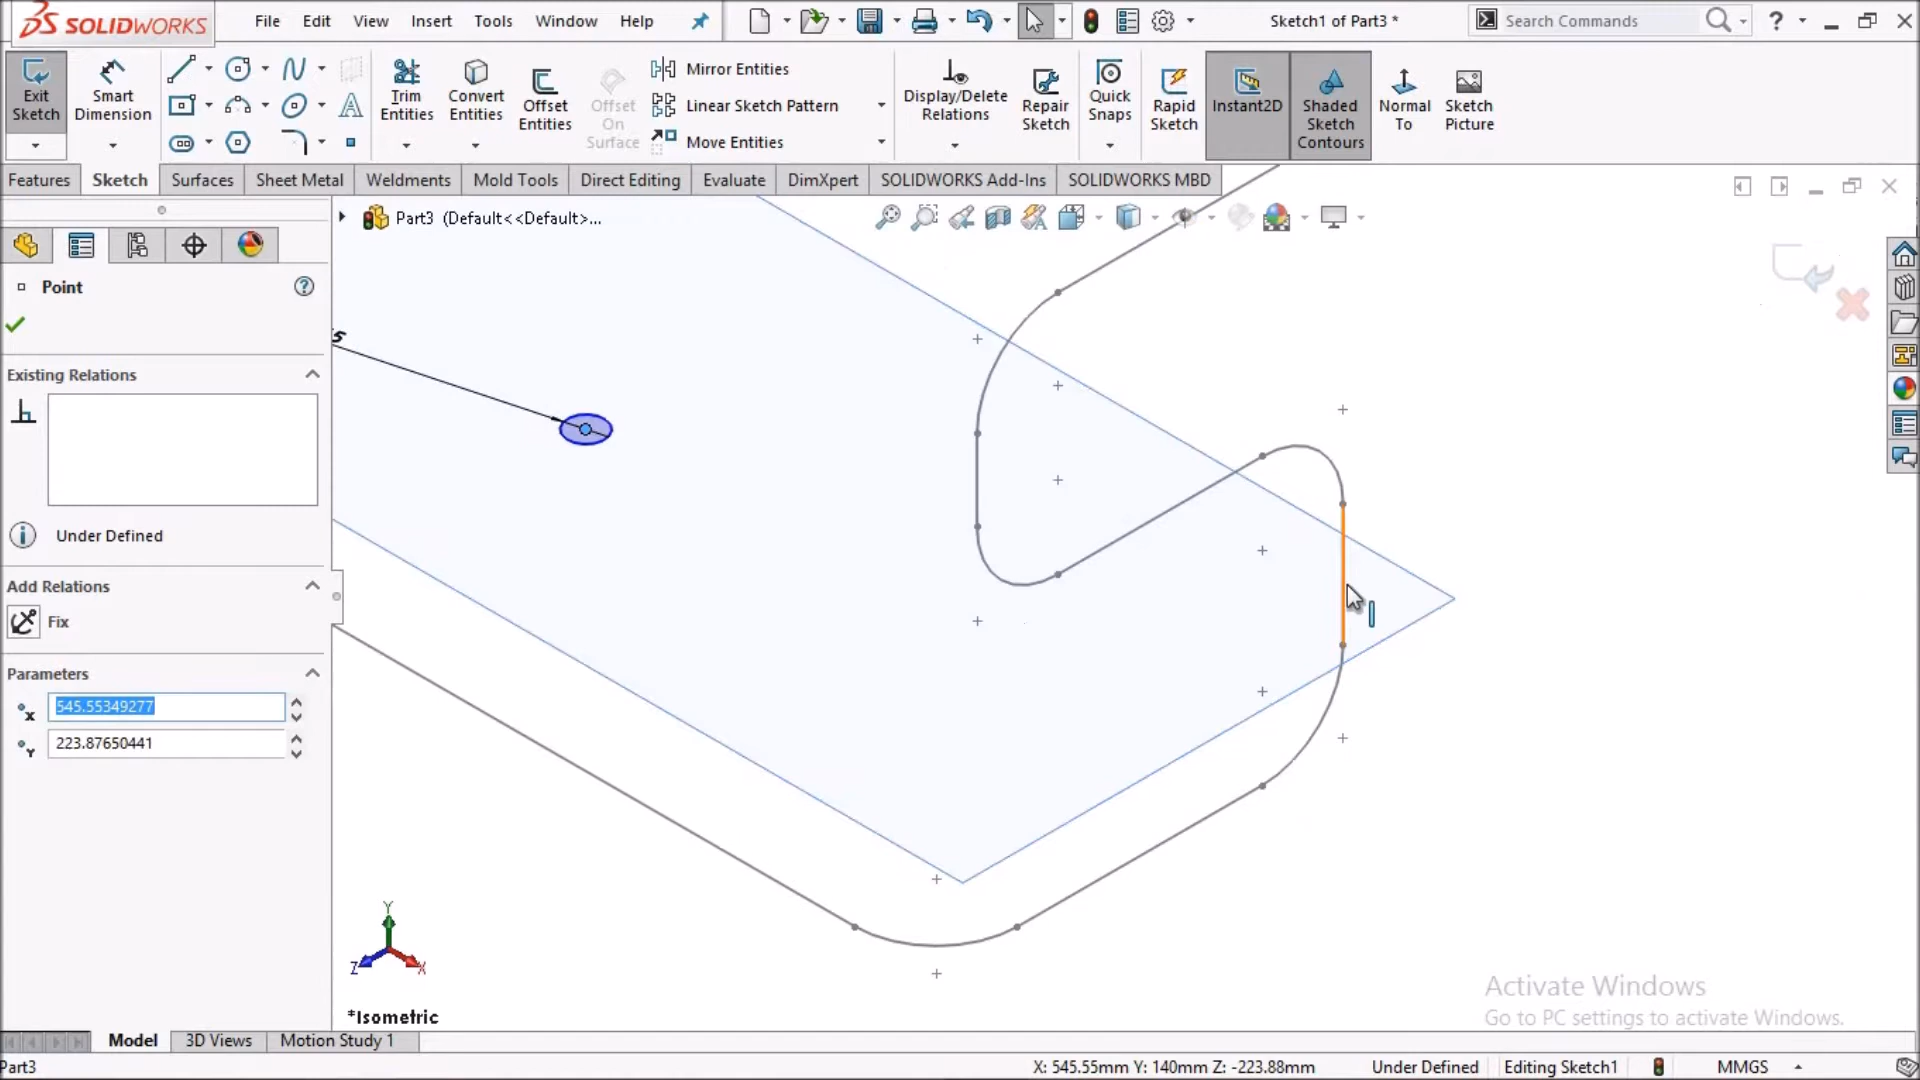 SOLIDWORKS File Edit View Insert Tools Window Help Sketch1 of Part3 * Search Commands ?
Exit Sketch
Smart Dimension
Trim Entities
Convert Entities
Offset Entities
Offset On Surface
Mirror Entities
Linear Sketch Pattern
Move Entities
Display/Delete Relations
Repair Sketch
Quick Snaps
Rapid Sketch
Instant2D
Shaded Sketch Contours
Normal To
Sketch Picture
Features Sketch Surfaces Sheet Metal Weldments Mold Tools Direct Editing Evaluate DimXpert SOLIDWORKS Add-Ins SOLIDWORKS MBD
Part3 (Default<<Default>...
Point
Existing Relations
Under Defined
Add Relations
Fix
Parameters
X 545.55349277
Y 223.87650441
5
Y
Z X
*Isometric
Activate Windows
Go to PC settings to activate Windows.
Model 3D Views Motion Study 1
Part3 X: 545.55mm Y: 140mm Z: -223.88mm Under Defined Editing Sketch1 MMGS